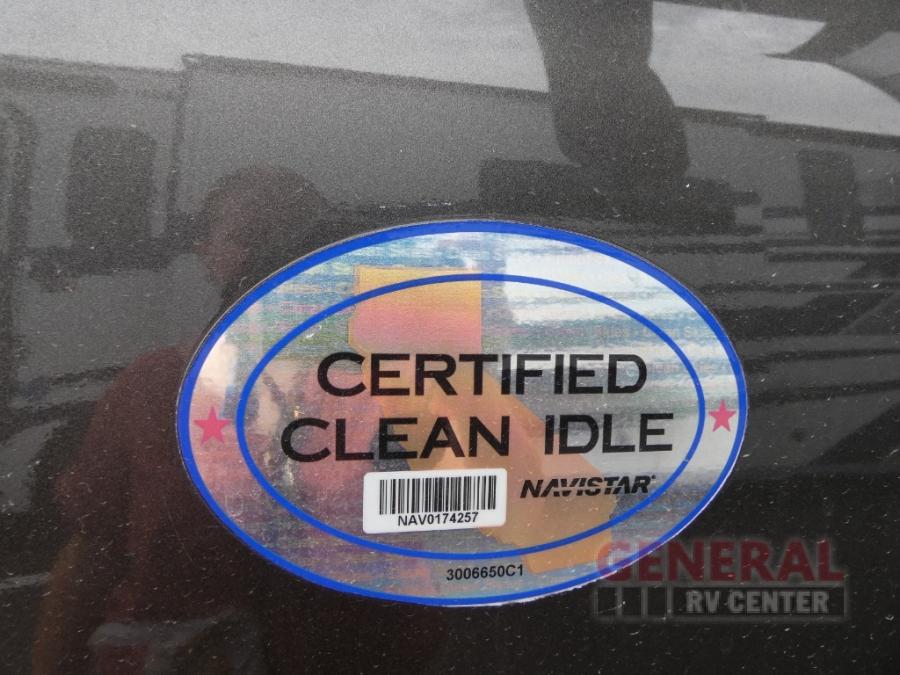 CERTIFIED
CLEAN IDLE
NAVISTAR
NAV0174257
3006650C1
GENERAL
RV CENTER